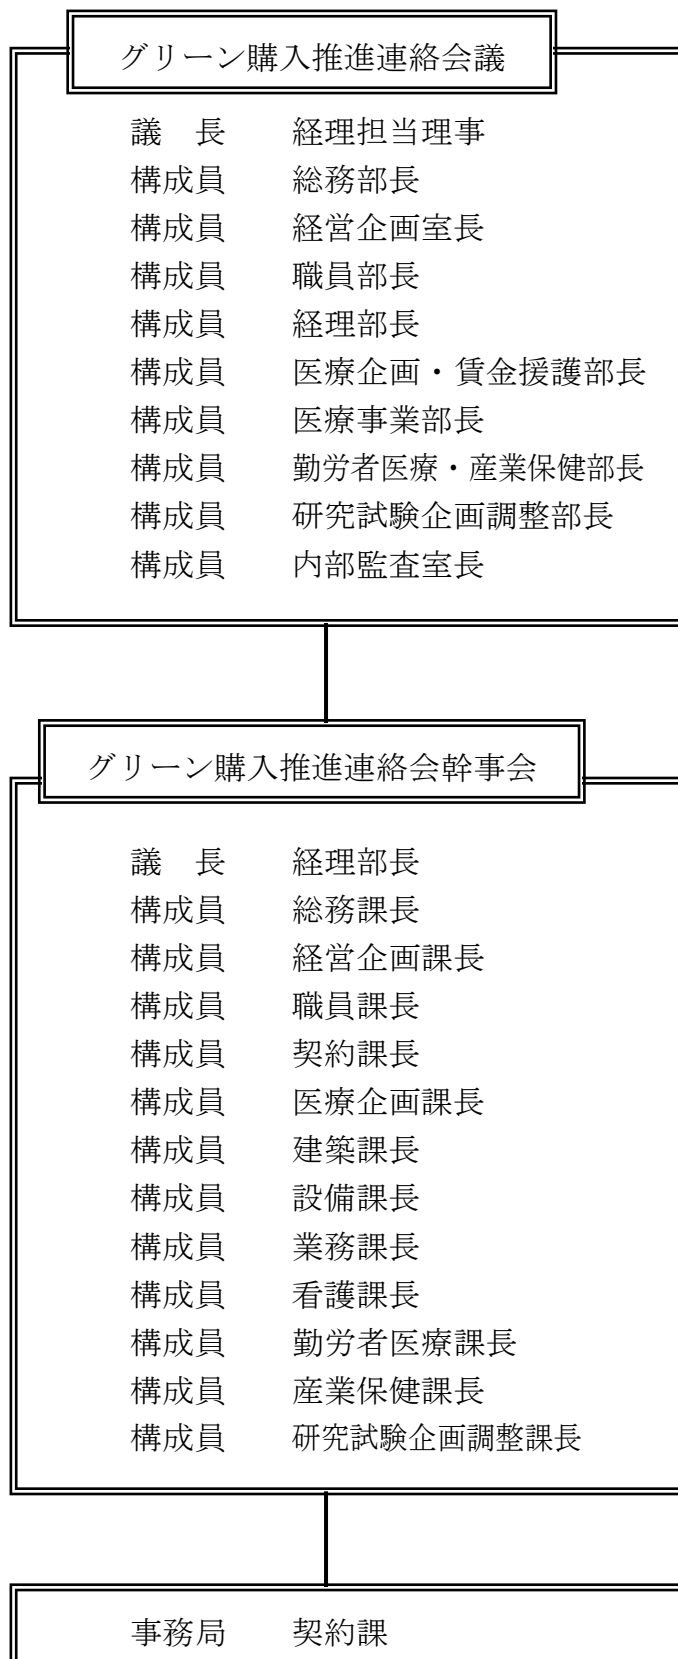 グリーン購入推進連絡会議
議　長　　経理担当理事
構成員　　総務部長
構成員　　経営企画室長
構成員　　職員部長
構成員　　経理部長
構成員　　医療企画・賃金援護部長
構成員　　医療事業部長
構成員　　勤労者医療・産業保健部長
構成員　　研究試験企画調整部長
構成員　　内部監査室長
グリーン購入推進連絡会幹事会
議　長　　経理部長
構成員　　総務課長
構成員　　経営企画課長
構成員　　職員課長
構成員　　契約課長
構成員　　医療企画課長
構成員　　建築課長
構成員　　設備課長
構成員　　業務課長
構成員　　看護課長
構成員　　勤労者医療課長
構成員　　産業保健課長
構成員　　研究試験企画調整課長
事務局　　契約課